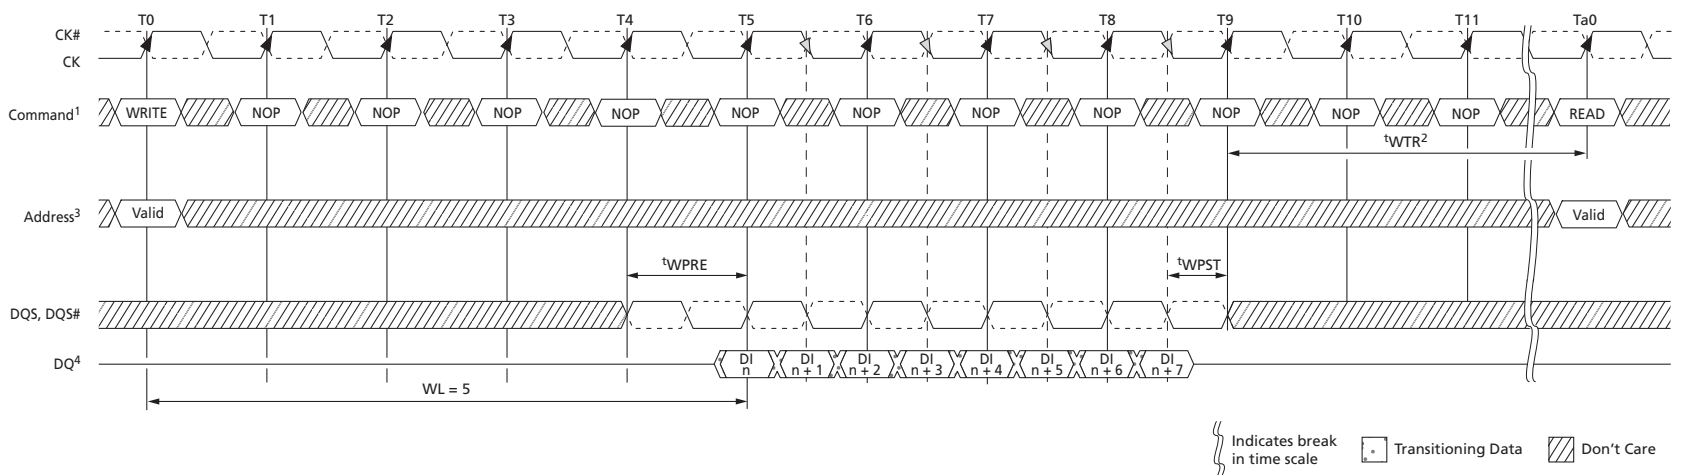 T0 T1 T2 T3 T4 T5 T6 T7 T8 T9 T10 T11 Ta0
CK#
CK
Command1 WRITE NOP NOP NOP NOP NOP NOP NOP NOP NOP NOP NOP READ
tWTR2
Address3 Valid Valid
tWPRE tWPST
DQS, DQS#
DQ4
DI n
DI n + 1
DI n + 2
DI n + 3
DI n + 4
DI n + 5
DI n + 6
DI n + 7
WL = 5
Indicates break
in time scale
Transitioning Data
Don't Care